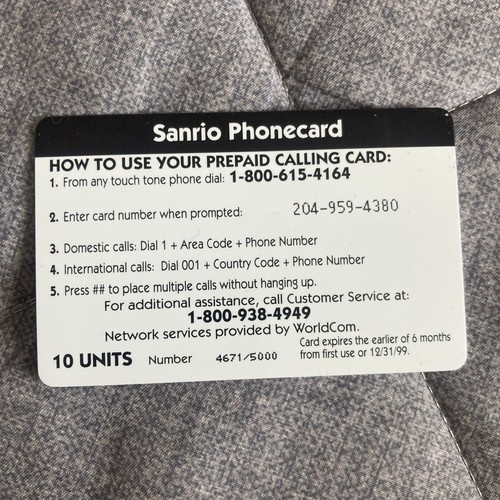 Sanrio Phonecard
HOW TO USE YOUR PREPAID CALLING CARD:
1. From any touch tone phone dial: 1-800-615-4164
2. Enter card number when prompted: 204-959-4380
3. Domestic calls: Dial 1 + Area Code + Phone Number
4. International calls: Dial 001 + Country Code + Phone Number
5. Press ## to place multiple calls without hanging up.
For additional assistance, call Customer Service at:
1-800-938-4949
Network services provided by WorldCom.
10 UNITS Number 4671/5000
Card expires the earlier of 6 months
from first use or 12/31/99.